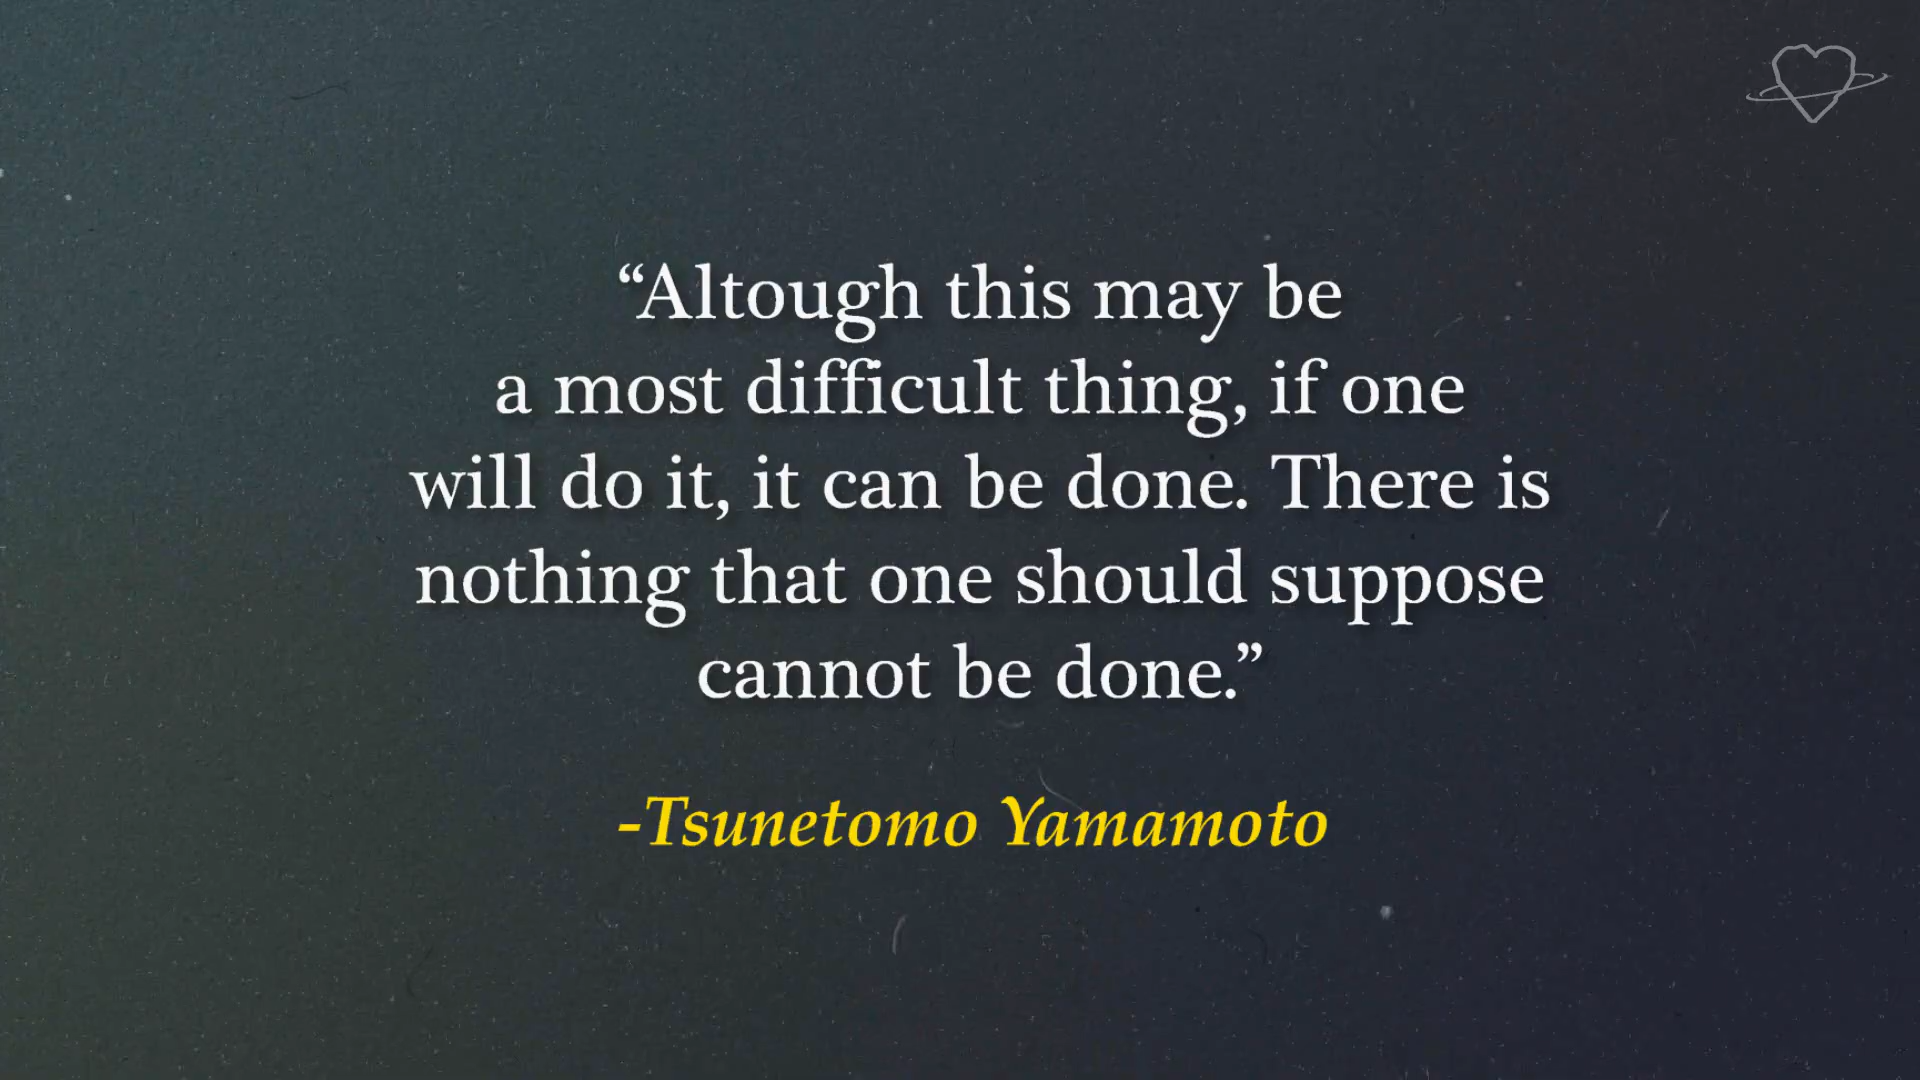 “Altough this may be
a most difficult thing, if one
will do it, it can be done. There is
nothing that one should suppose
cannot be done.”
-Tsunetomo Yamamoto